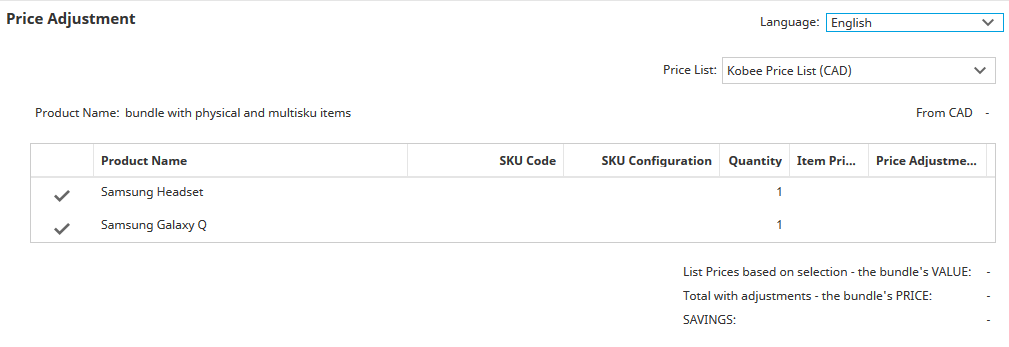 Price Adjustment
Language: English
Price List: Kobee Price List (CAD)
Product Name: bundle with physical and multisku items From CAD -
Product Name SKU Code SKU Configuration Quantity Item Pri... Price Adjustme...
Samsung Headset 1
Samsung Galaxy Q 1
List Prices based on selection - the bundle's VALUE: -
Total with adjustments - the bundle's PRICE: -
SAVINGS: -